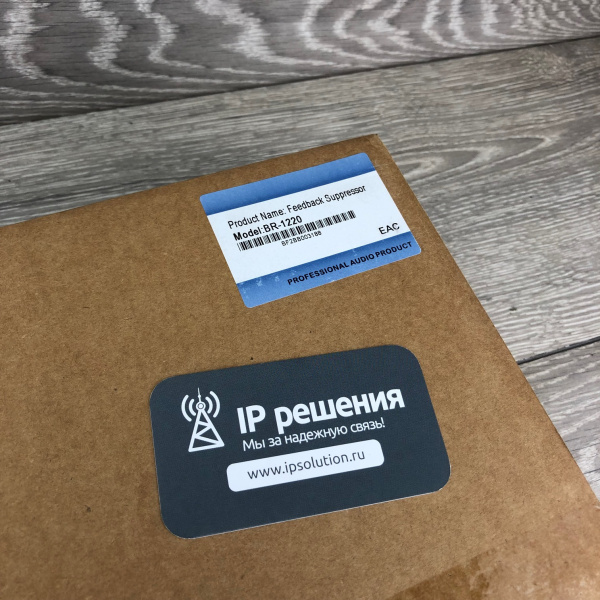 Product Name: Feedback Suppressor
Model:BR-1220
EAC
PROFESSIONAL AUDIO PRODUCT
IP решения
Мы за надежную связь!
www.ipsolution.ru